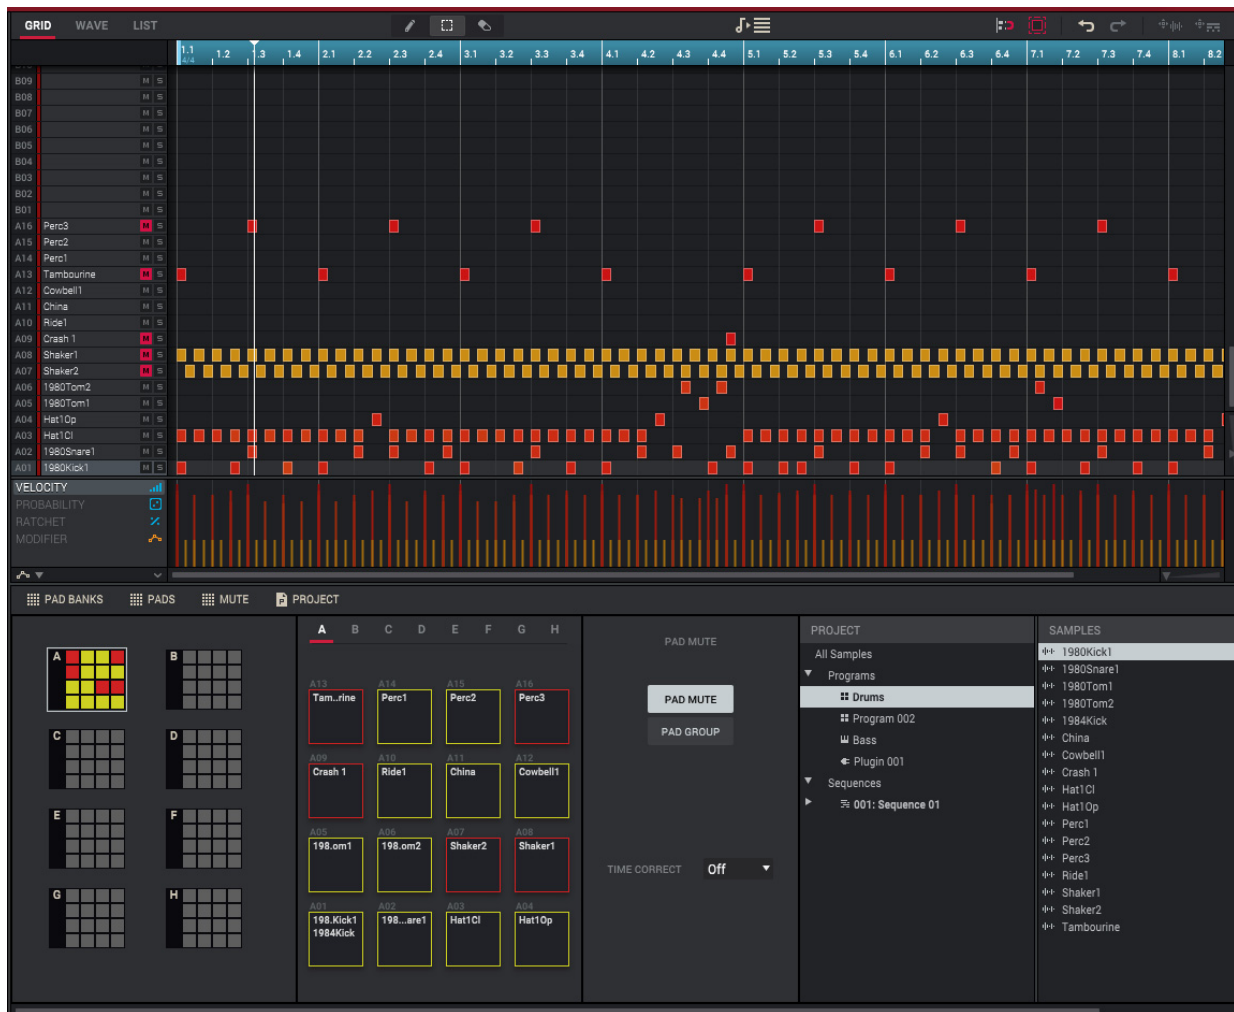 GRID WAVE LIST
1.1 1.2 1.3 1.4 2.1 2.2 2.3 2.4 3.1 3.2 3.3 3.4 4.1 4.2 4.3 4.4 5.1 5.2 5.3 5.4 6.1 6.2 6.3 6.4 7.1 7.2 7.3 7.4 8.1 8.2
4/4
B09 M S
B08 M S
B07 M S
B06 M S
B05 M S
B04 M S
B03 M S
B02 M S
B01 M S
A16 Perc3 M S
A15 Perc2 M S
A14 Perc1 M S
A13 Tambourine M S
A12 Cowbell1 M S
A11 China M S
A10 Ride1 M S
A09 Crash 1 M S
A08 Shaker1 M S
A07 Shaker2 M S
A06 1980Tom2 M S
A05 1980Tom1 M S
A04 Hat1Op M S
A03 Hat1Cl M S
A02 1980Snare1 M S
A01 1980Kick1 M S
VELOCITY
PROBABILITY
RATCHET
MODIFIER
PAD BANKS PADS MUTE PROJECT
A B
C D
E F
G H
A B C D E F G H
A13 A14 A15 A16
Tam..rine Perc1 Perc2 Perc3
A09 A10 A11 A12
Crash 1 Ride1 China Cowbell1
A05 A06 A07 A08
198.om1 198.om2 Shaker2 Shaker1
A01 A02 A03 A04
198.Kick1 198...are1 Hat1Cl Hat1Op
1984Kick
PAD MUTE
PAD MUTE
PAD GROUP
TIME CORRECT Off
PROJECT
All Samples
Programs
Drums
Program 002
Bass
Plugin 001
Sequences
001: Sequence 01
SAMPLES
1980Kick1
1980Snare1
1980Tom1
1980Tom2
1984Kick
China
Cowbell1
Crash 1
Hat1Cl
Hat1Op
Perc1
Perc2
Perc3
Ride1
Shaker1
Shaker2
Tambourine